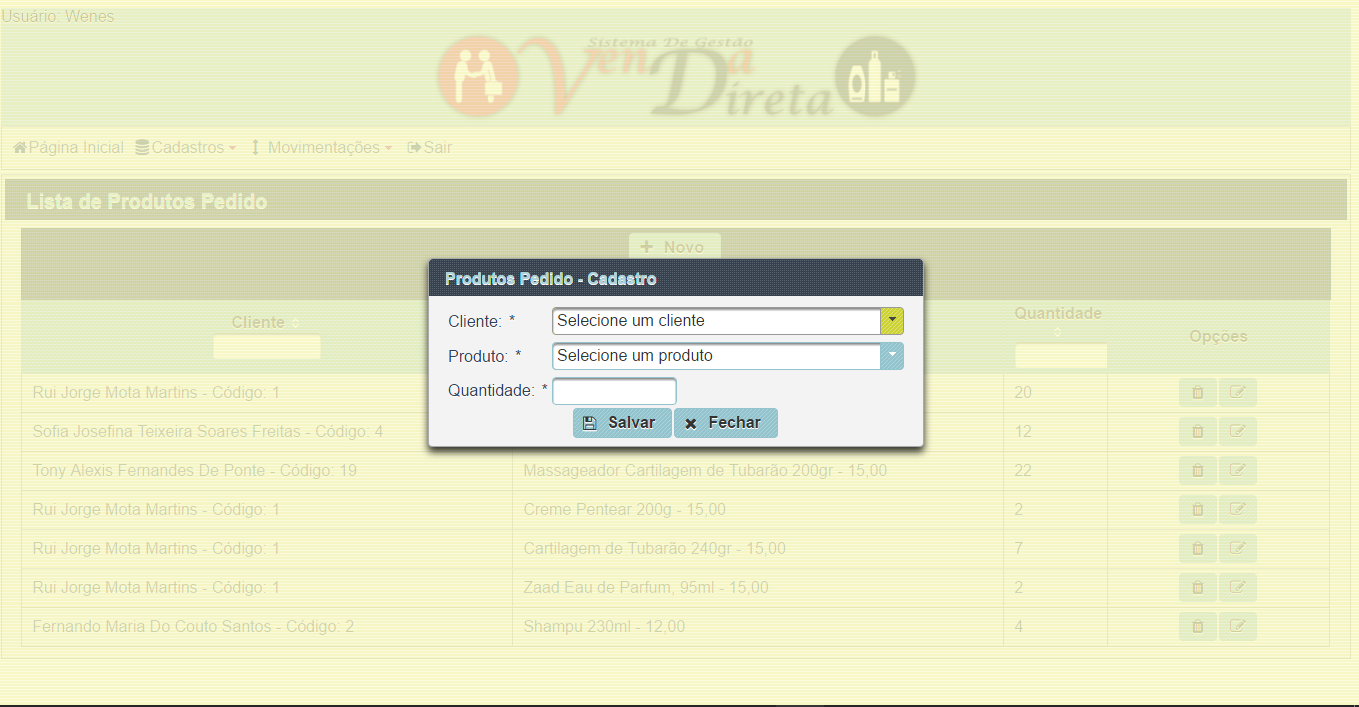 Usuário: Wenes
Sistema De Gestão
VenDa
Direta
Página Inicial Cadastros Movimentações Sair
Lista de Produtos Pedido
Novo
Produtos Pedido - Cadastro
Cliente: * Selecione um cliente
Produto: * Selecione um produto
Quantidade: *
Salvar Fechar
Cliente Quantidade Opções
Rui Jorge Mota Martins - Código: 1 20
Sofia Josefina Teixeira Soares Freitas - Código: 4 12
Tony Alexis Fernandes De Ponte - Código: 19 Massageador Cartilagem de Tubarão 200gr - 15,00 22
Rui Jorge Mota Martins - Código: 1 Creme Pentear 200g - 15,00 2
Rui Jorge Mota Martins - Código: 1 Cartilagem de Tubarão 240gr - 15,00 7
Rui Jorge Mota Martins - Código: 1 Zaad Eau de Parfum, 95ml - 15,00 2
Fernando Maria Do Couto Santos - Código: 2 Shampu 230ml - 12,00 4